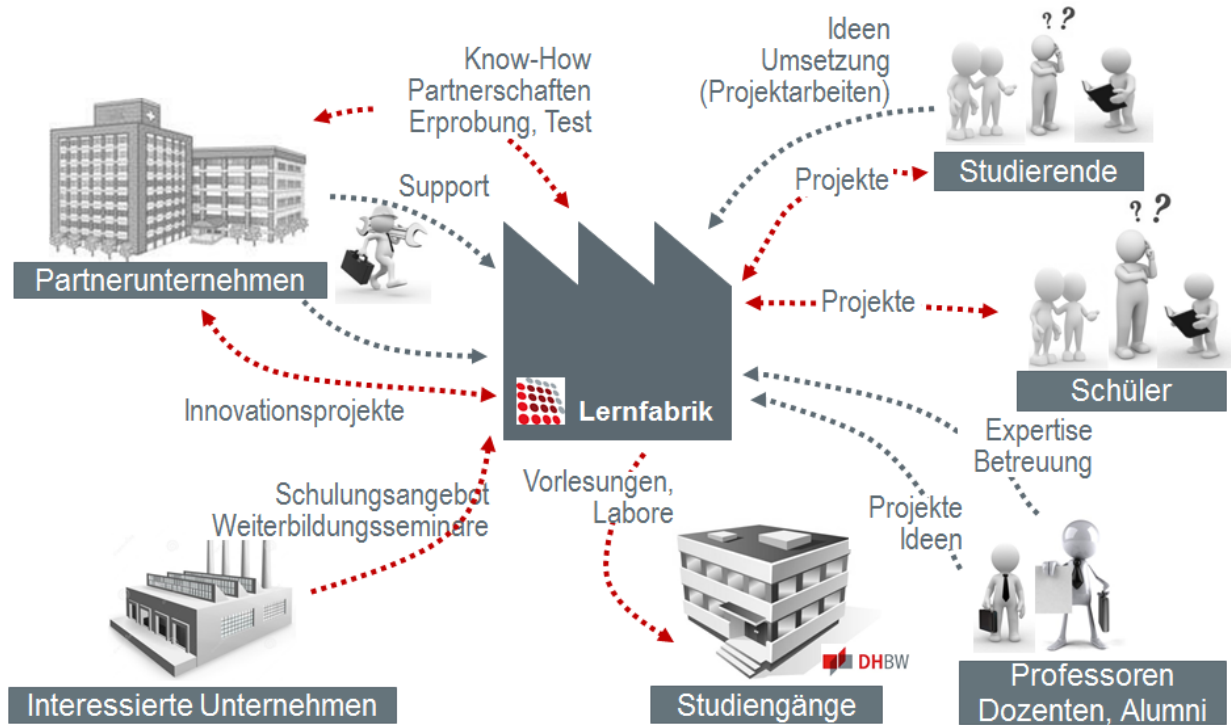 Know-How
Partnerschaften
Erprobung, Test
Ideen
Umsetzung
(Projektarbeiten)
? ?
Studierende
Support
Projekte
? ?
Partnerunternehmen
Projekte
Schüler
Innovationsprojekte
Lernfabrik
Expertise
Betreuung
Schulungsangebot
Weiterbildungsseminare
Vorlesungen,
Labore
Projekte
Ideen
DHBW
Interessierte Unternehmen
Studiengänge
Professoren
Dozenten, Alumni